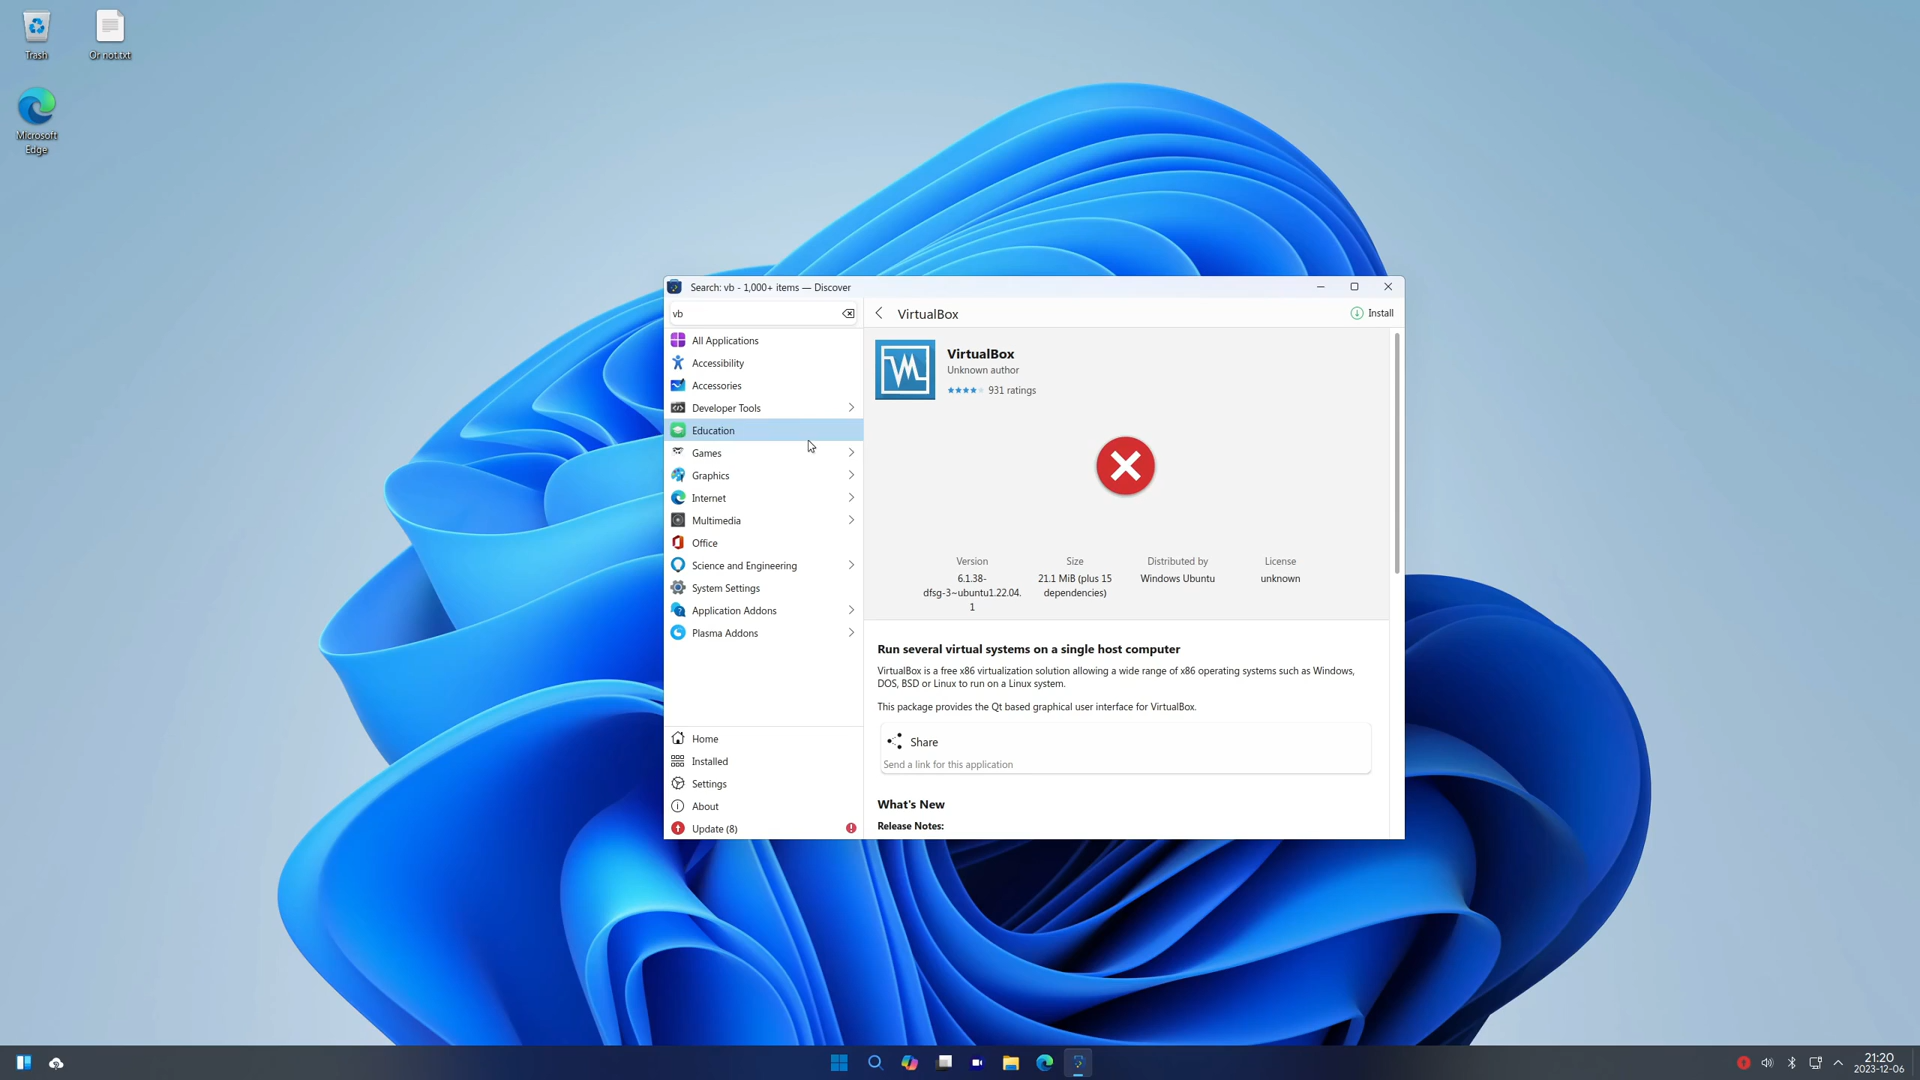 Trash
Or not.txt
Microsoft
Edge
Search: vb - 1,000+ items — Discover
vb
All Applications
Accessibility
Accessories
Developer Tools
Education
Games
Graphics
Internet
Multimedia
Office
Science and Engineering
System Settings
Application Addons
Plasma Addons
Home
Installed
Settings
About
Update (8)
VirtualBox
Install
VirtualBox
Unknown author
931 ratings
Version
6.1.38-
dfsg-3~ubuntu1.22.04.
1
Size
21.1 MiB (plus 15
dependencies)
Distributed by
Windows Ubuntu
License
unknown
Run several virtual systems on a single host computer
VirtualBox is a free x86 virtualization solution allowing a wide range of x86 operating systems such as Windows,
DOS, BSD or Linux to run on a Linux system.
This package provides the Qt based graphical user interface for VirtualBox.
Share
Send a link for this application
What's New
Release Notes:
21:20
2023-12-06